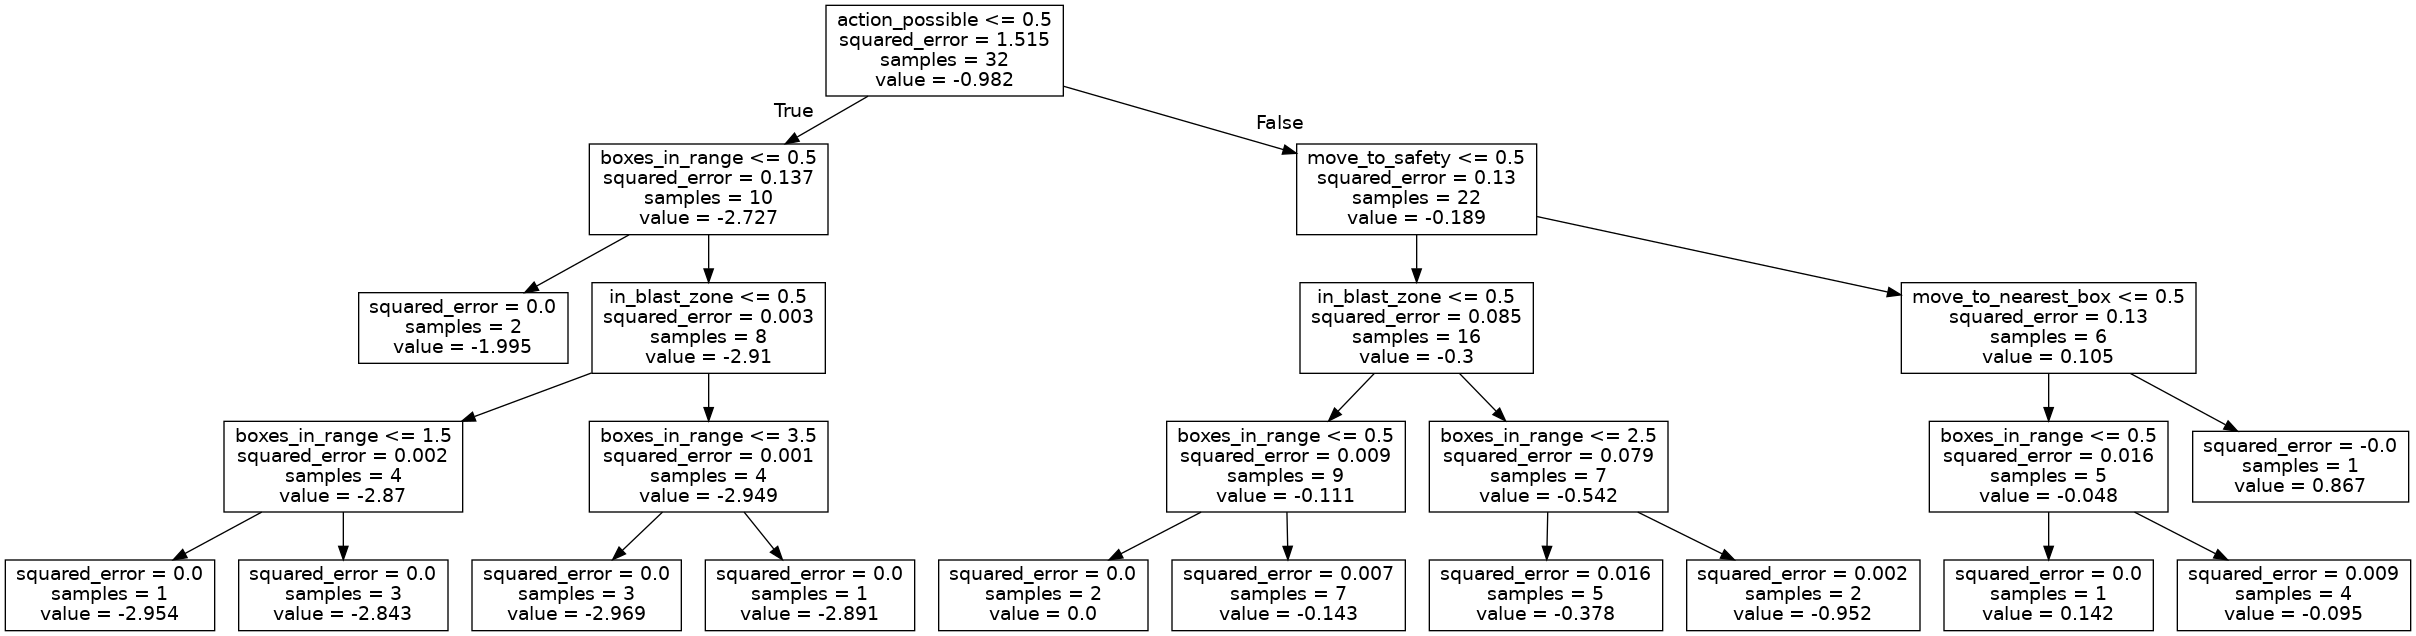 action_possible <= 0.5
squared_error = 1.515
samples = 32
value = -0.982
True
False
boxes_in_range <= 0.5
squared_error = 0.137
samples = 10
value = -2.727
move_to_safety <= 0.5
squared_error = 0.13
samples = 22
value = -0.189
squared_error = 0.0
samples = 2
value = -1.995
in_blast_zone <= 0.5
squared_error = 0.003
samples = 8
value = -2.91
in_blast_zone <= 0.5
squared_error = 0.085
samples = 16
value = -0.3
move_to_nearest_box <= 0.5
squared_error = 0.13
samples = 6
value = 0.105
boxes_in_range <= 1.5
squared_error = 0.002
samples = 4
value = -2.87
boxes_in_range <= 3.5
squared_error = 0.001
samples = 4
value = -2.949
boxes_in_range <= 0.5
squared_error = 0.009
samples = 9
value = -0.111
boxes_in_range <= 2.5
squared_error = 0.079
samples = 7
value = -0.542
boxes_in_range <= 0.5
squared_error = 0.016
samples = 5
value = -0.048
squared_error = -0.0
samples = 1
value = 0.867
squared_error = 0.0
samples = 1
value = -2.954
squared_error = 0.0
samples = 3
value = -2.843
squared_error = 0.0
samples = 3
value = -2.969
squared_error = 0.0
samples = 1
value = -2.891
squared_error = 0.0
samples = 2
value = 0.0
squared_error = 0.007
samples = 7
value = -0.143
squared_error = 0.016
samples = 5
value = -0.378
squared_error = 0.002
samples = 2
value = -0.952
squared_error = 0.0
samples = 1
value = 0.142
squared_error = 0.009
samples = 4
value = -0.095